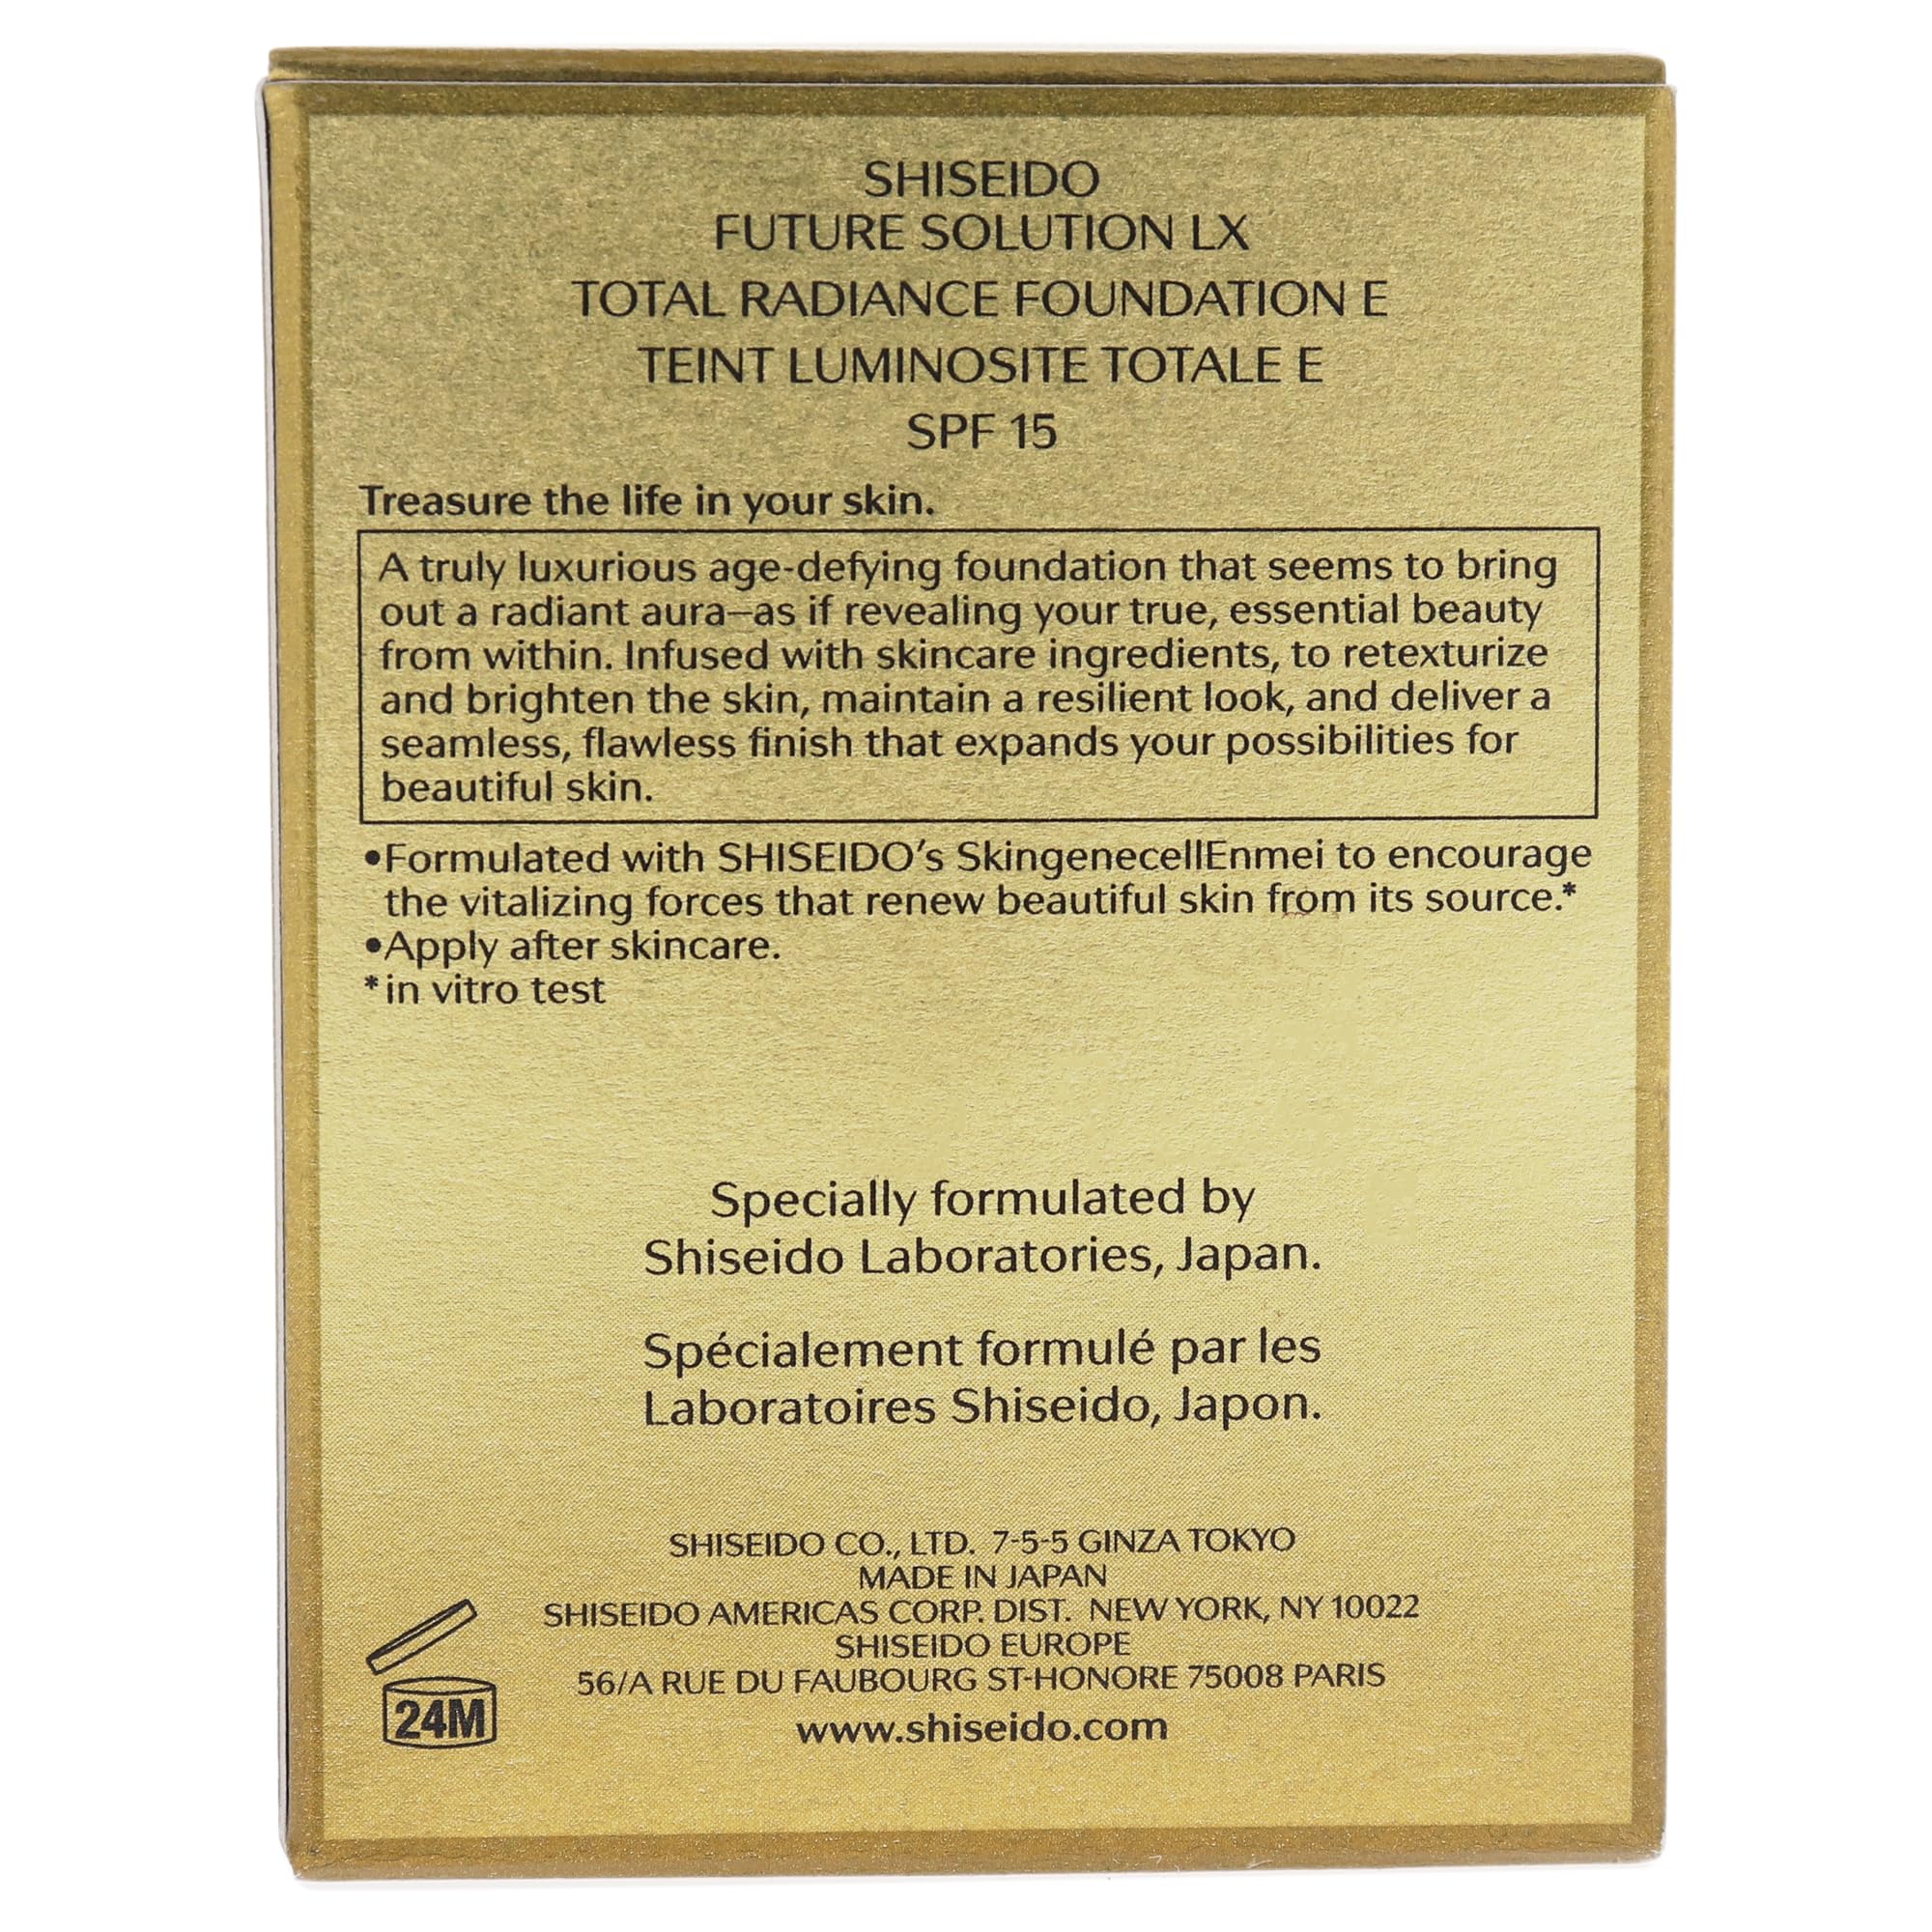 SHISEIDO
FUTURE SOLUTION LX
TOTAL RADIANCE FOUNDATION E
TEINT LUMINOSITE TOTALE E
SPF 15
Treasure the life in your skin.
A truly luxurious age-defying foundation that seems to bring
out a radiant aura—as if revealing your true, essential beauty
from within. Infused with skincare ingredients, to retexturize
and brighten the skin, maintain a resilient look, and deliver a
seamless, flawless finish that expands your possibilities for
beautiful skin.
•Formulated with SHISEIDO's SkingenecellEnmei to encourage
the vitalizing forces that renew beautiful skin from its source.*
•Apply after skincare.
*in vitro test
Specially formulated by
Shiseido Laboratories, Japan.
Spécialement formulé par les
Laboratoires Shiseido, Japon.
SHISEIDO CO., LTD. 7-5-5 GINZA TOKYO
MADE IN JAPAN
SHISEIDO AMERICAS CORP. DIST. NEW YORK, NY 10022
SHISEIDO EUROPE
56/A RUE DU FAUBOURG ST-HONORE 75008 PARIS
www.shiseido.com
24M